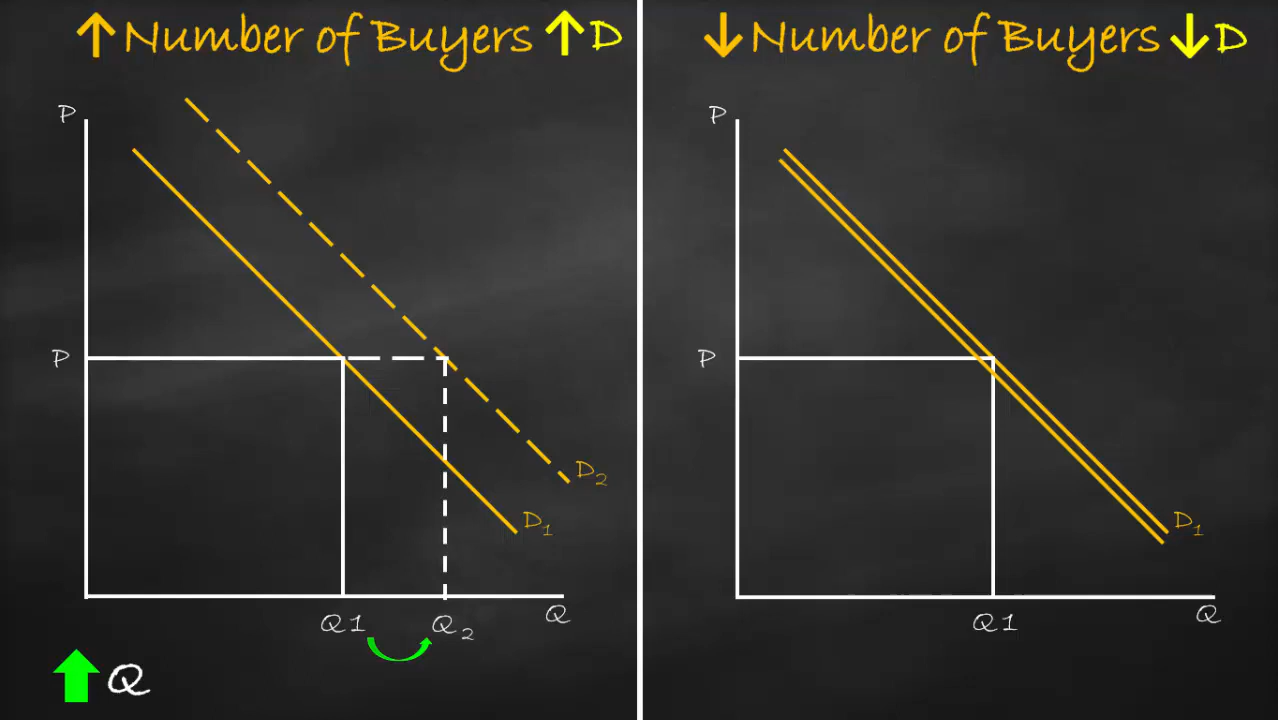 ↑ Number of Buyers ↑ D
P
P
D₂
D₁
Q1 Q₂ Q
↑ Q
↓ Number of Buyers ↓ D
P
P
D₁
Q1 Q